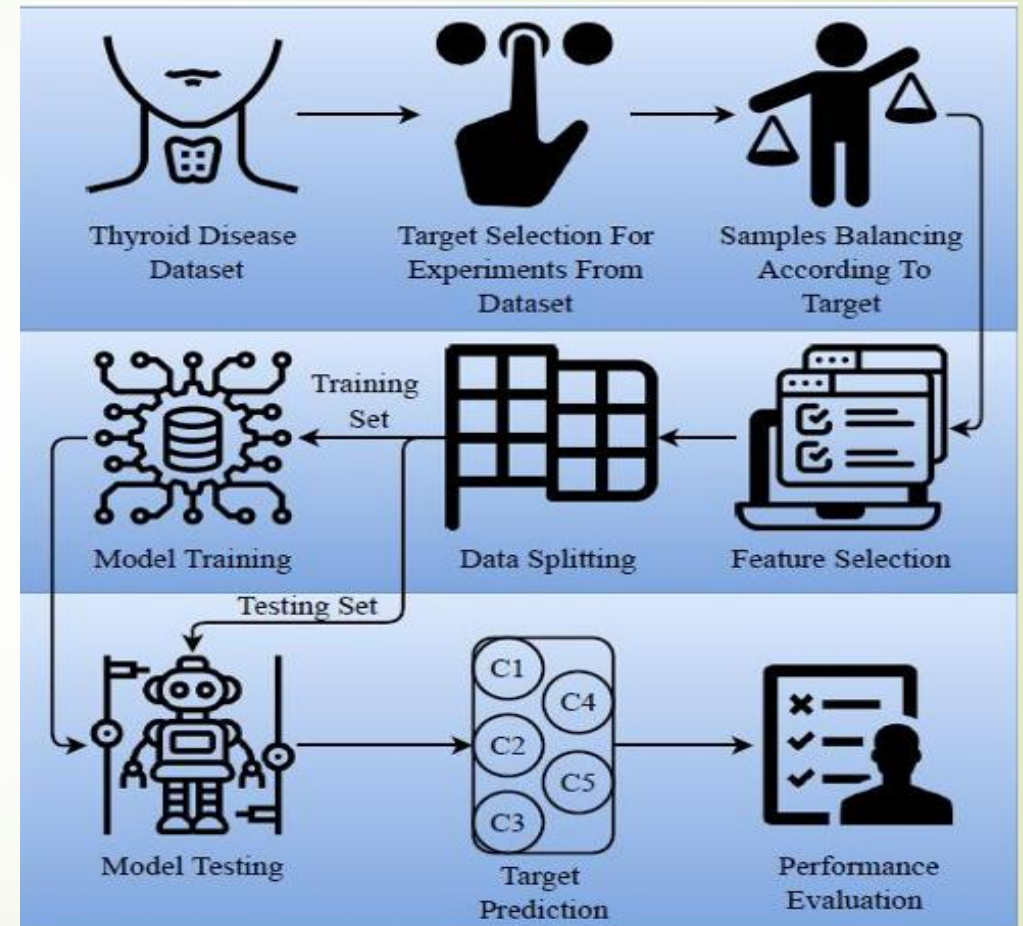 Thyroid Disease
Dataset
Target Selection For
Experiments From
Dataset
Samples Balancing
According To
Target
Training
Set
Model Training
Data Splitting
Feature Selection
Testing Set
C1
C4
C2
C5
C3
Model Testing
Target
Prediction
Performance
Evaluation